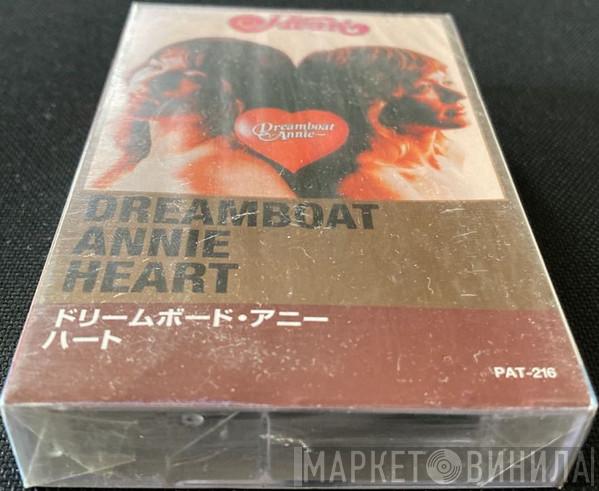 Heart
Dreamboat
Annie
DREAMBOAT
ANNIE
HEART
ドリームボード・アニー
ハート
PAT-216
МАРКЕТ ВИНИЛА